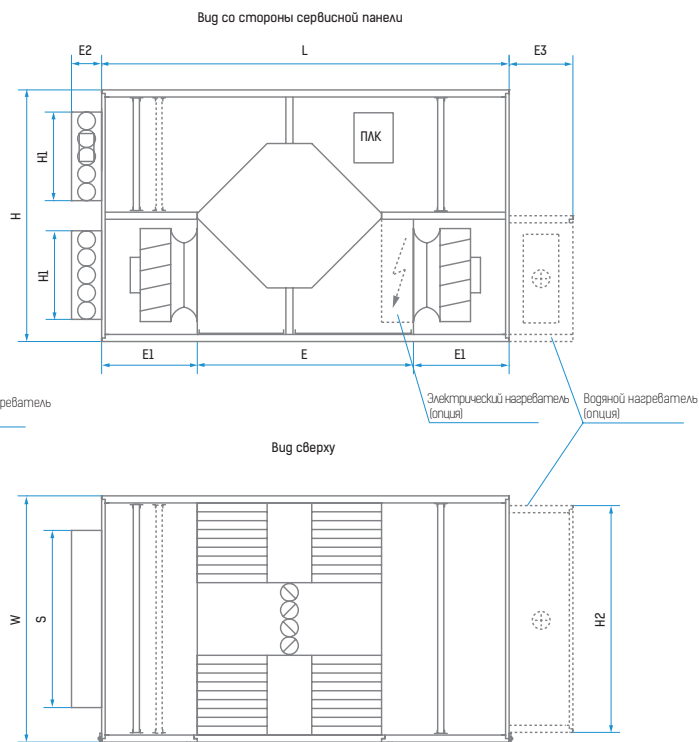 Вид со стороны сервисной панели
E2
L
E3
H1
ПЛК
H
H1
E1
E
E1
греватель
Электрический нагреватель
(опция)
Водяной нагреватель
(опция)
Вид сверху
W
S
H2